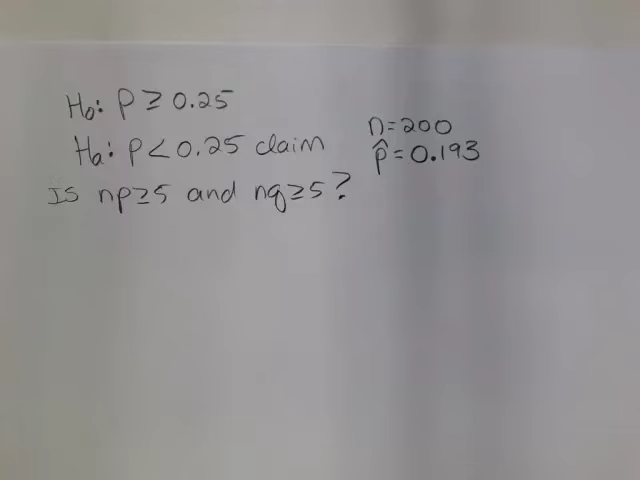 H₀: P ≥ 0.25
Hₐ: P < 0.25 claim
n=200
p̂ = 0.193
Is np≥5 and nq≥5?